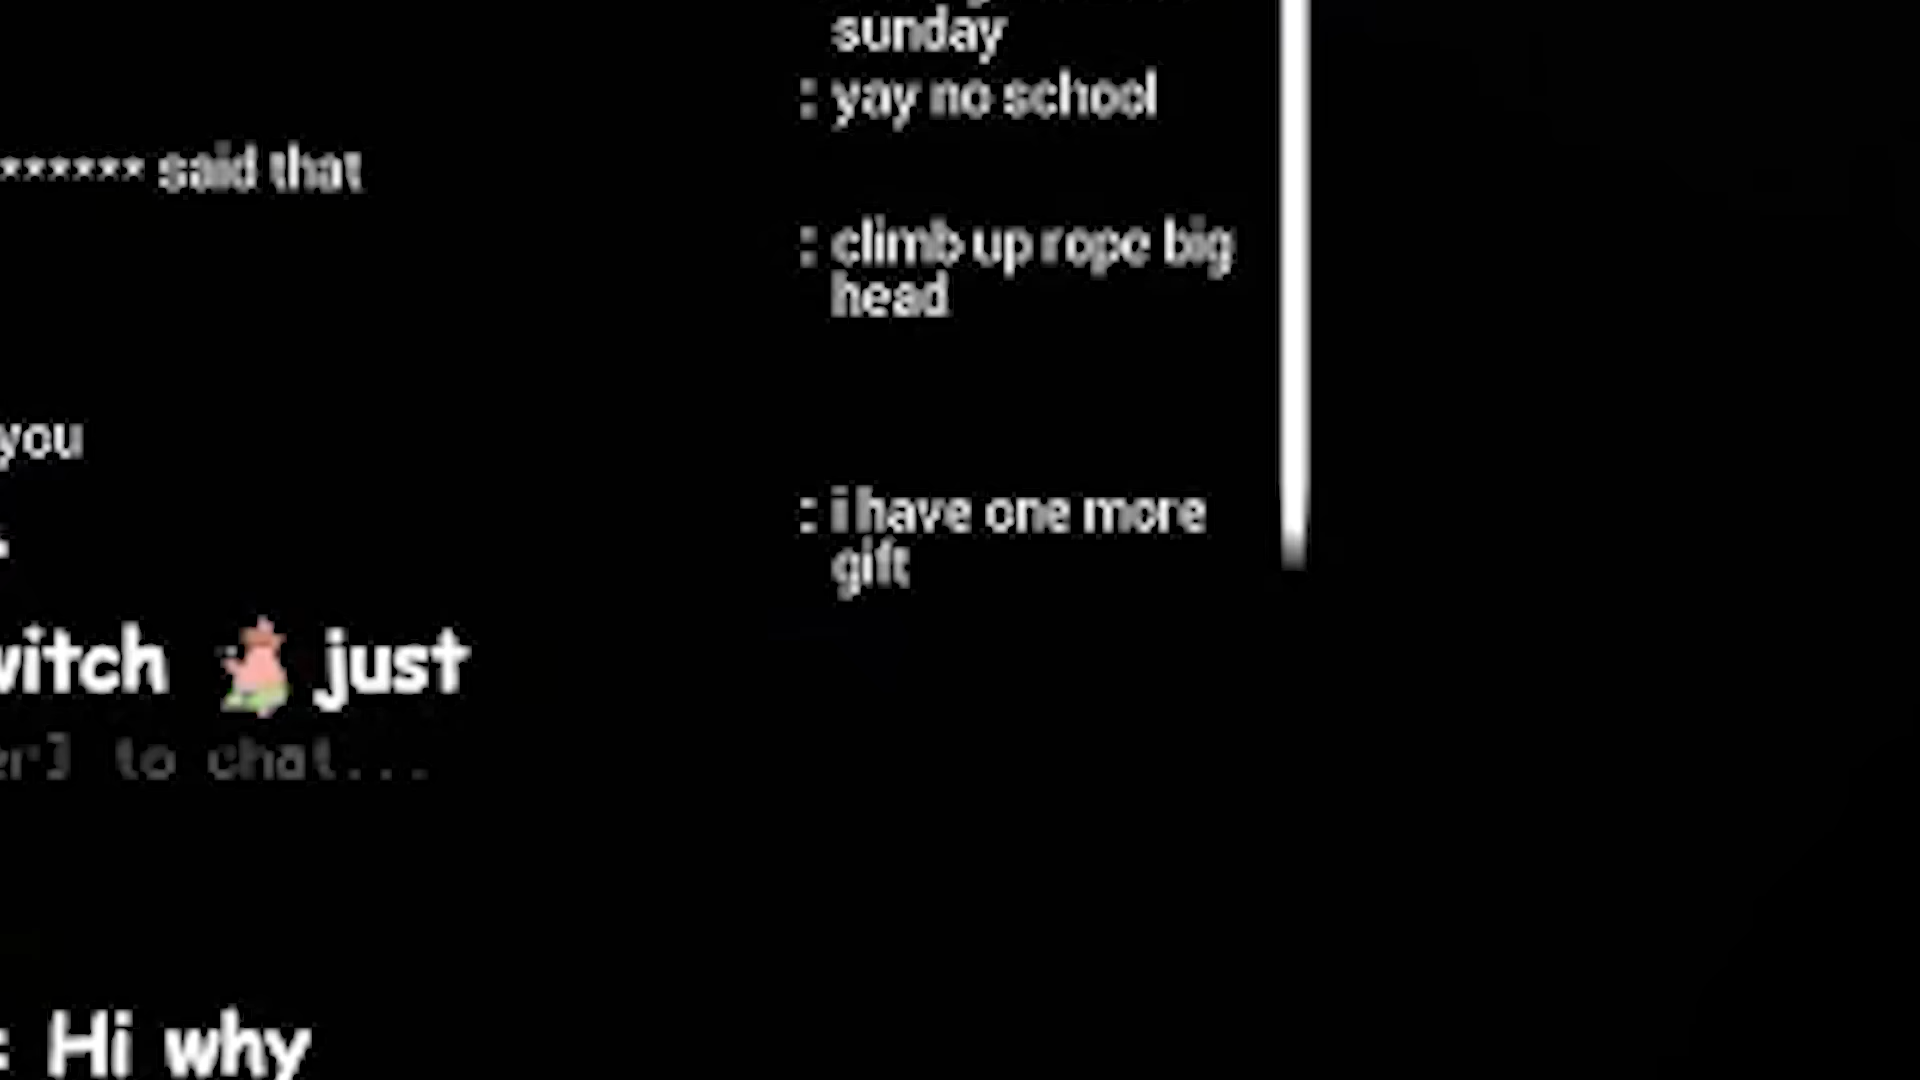 sunday
: yay no school
****** said that
: climb up rope big
head
you
: i have one more
gift
witch just
er] to chat...
: Hi why